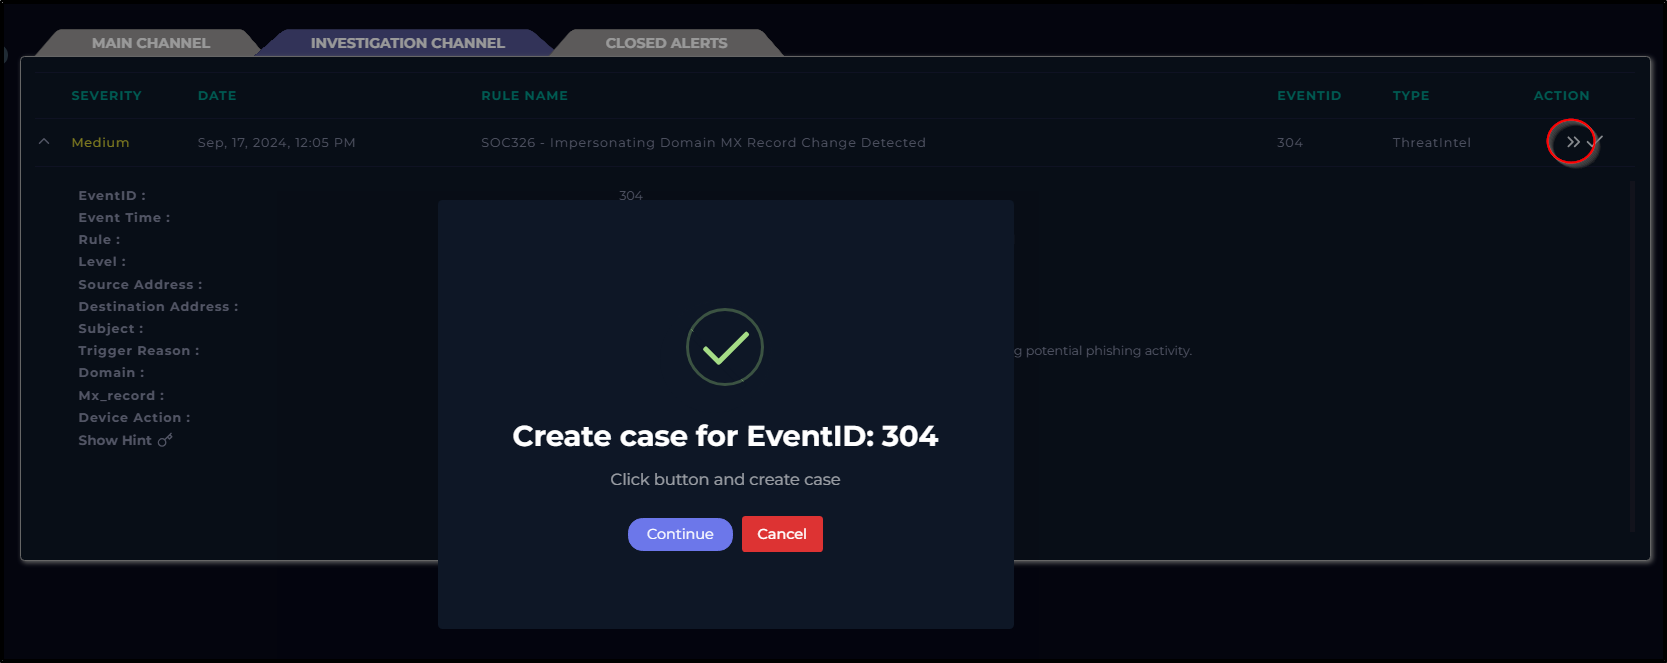 MAIN CHANNEL INVESTIGATION CHANNEL CLOSED ALERTS
SEVERITY DATE RULE NAME EVENTID TYPE ACTION
Medium Sep, 17, 2024, 12:05 PM SOC326 - Impersonating Domain MX Record Change Detected 304 ThreatIntel
EventID : 304
Event Time :
Rule :
Level :
Source Address :
Destination Address :
Subject :
Trigger Reason : g potential phishing activity.
Domain :
Mx_record :
Device Action :
Show Hint
Create case for EventID: 304
Click button and create case
Continue Cancel